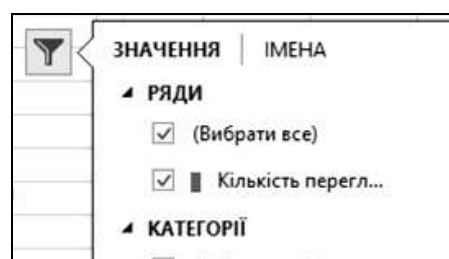 ЗНАЧЕННЯ | ІМЕНА
РЯДИ
(Вибрати все)
Кількість перегл...
КАТЕГОРІЇ